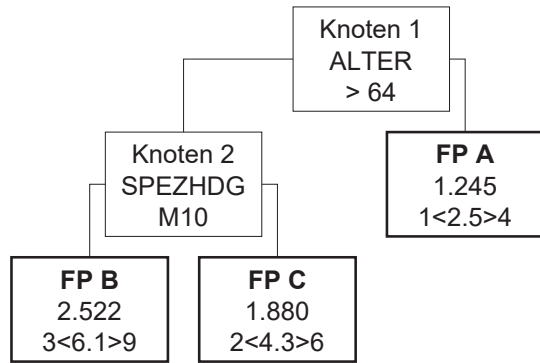 Knoten 1
ALTER
> 64
Knoten 2
SPEZHDG
M10
FP A
1.245
1<2.5>4
FP B
2.522
3<6.1>9
FP C
1.880
2<4.3>6